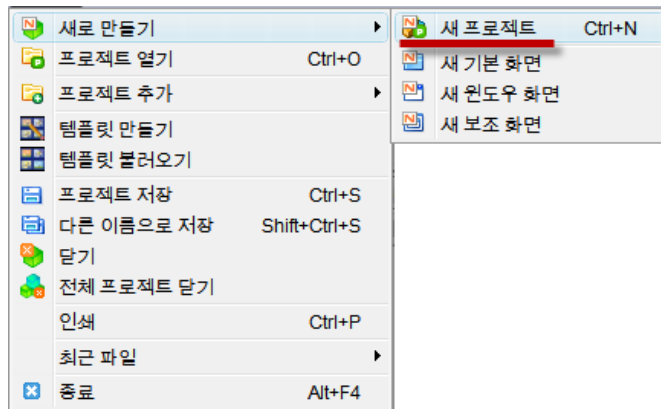 새로 만들기
프로젝트 열기 Ctrl+O
프로젝트 추가
템플릿 만들기
템플릿 불러오기
프로젝트 저장 Ctrl+S
다른 이름으로 저장 Shift+Ctrl+S
닫기
전체 프로젝트 닫기
인쇄 Ctrl+P
최근 파일
종료 Alt+F4
새 프로젝트 Ctrl+N
새 기본 화면
새 윈도우 화면
새 보조 화면